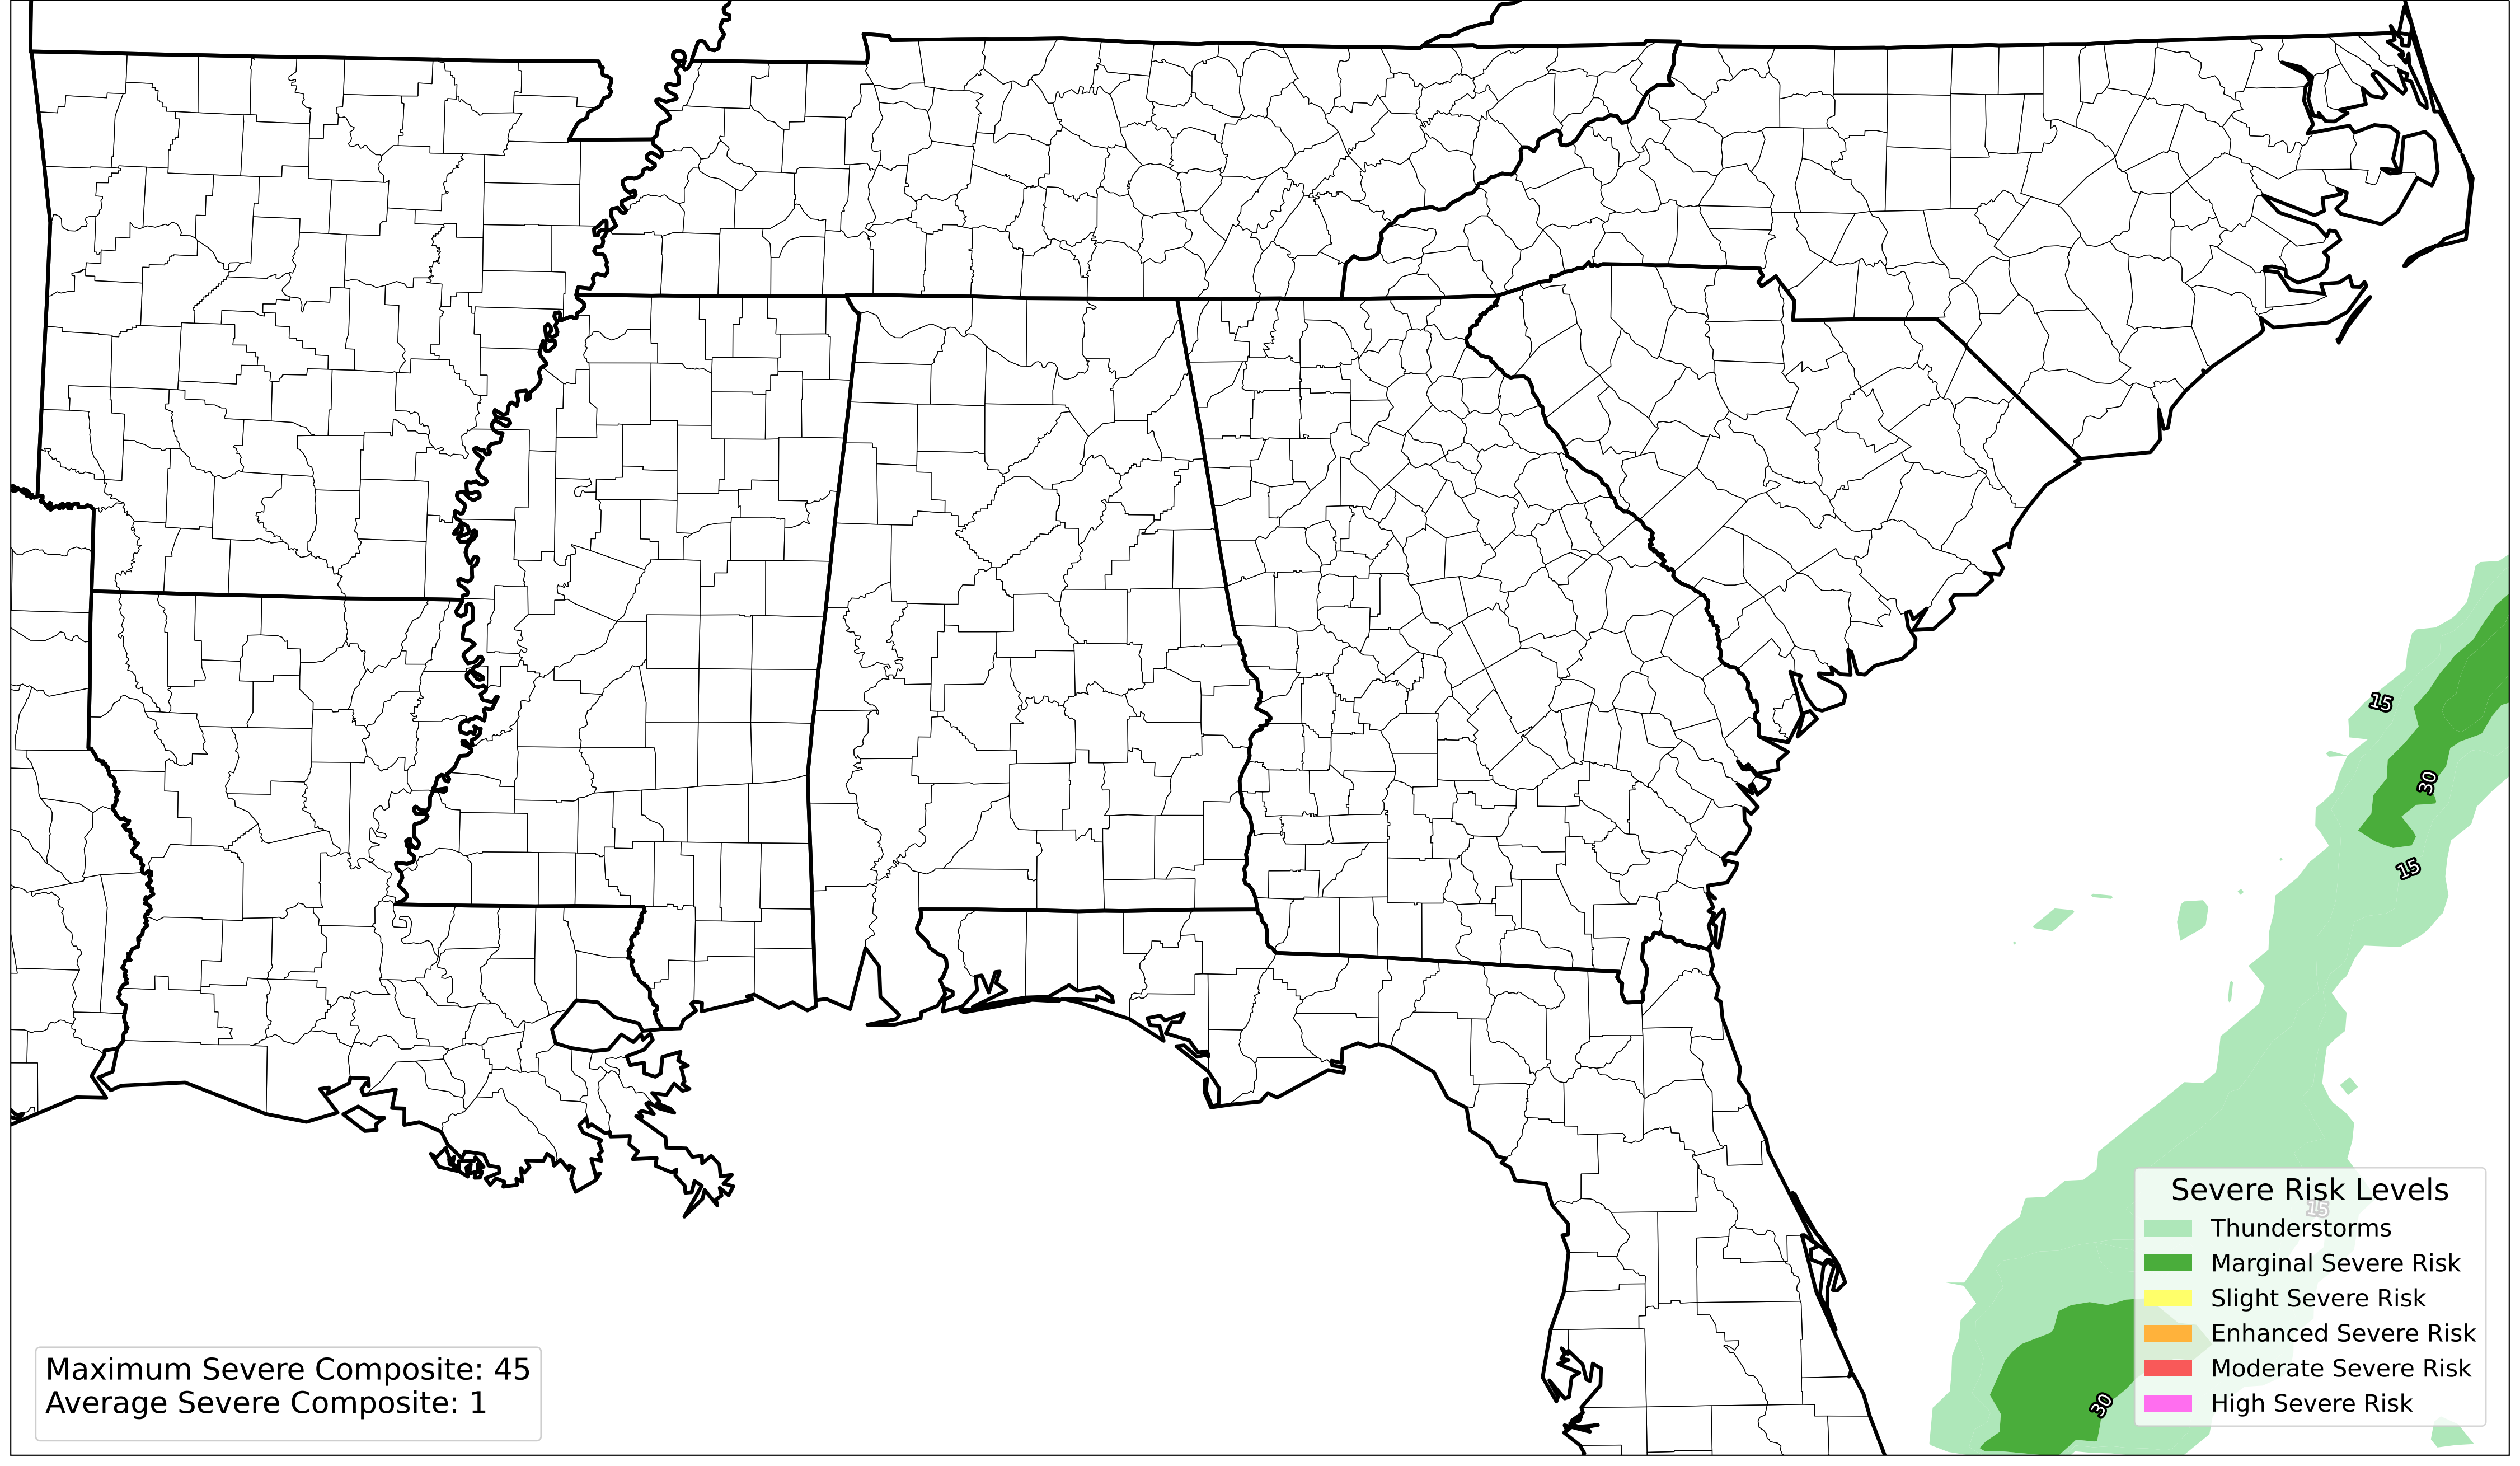 15
30
15
Severe Risk Levels
15
Thunderstorms
Marginal Severe Risk
Slight Severe Risk
Enhanced Severe Risk
Moderate Severe Risk
High Severe Risk
30
Maximum Severe Composite: 45
Average Severe Composite: 1